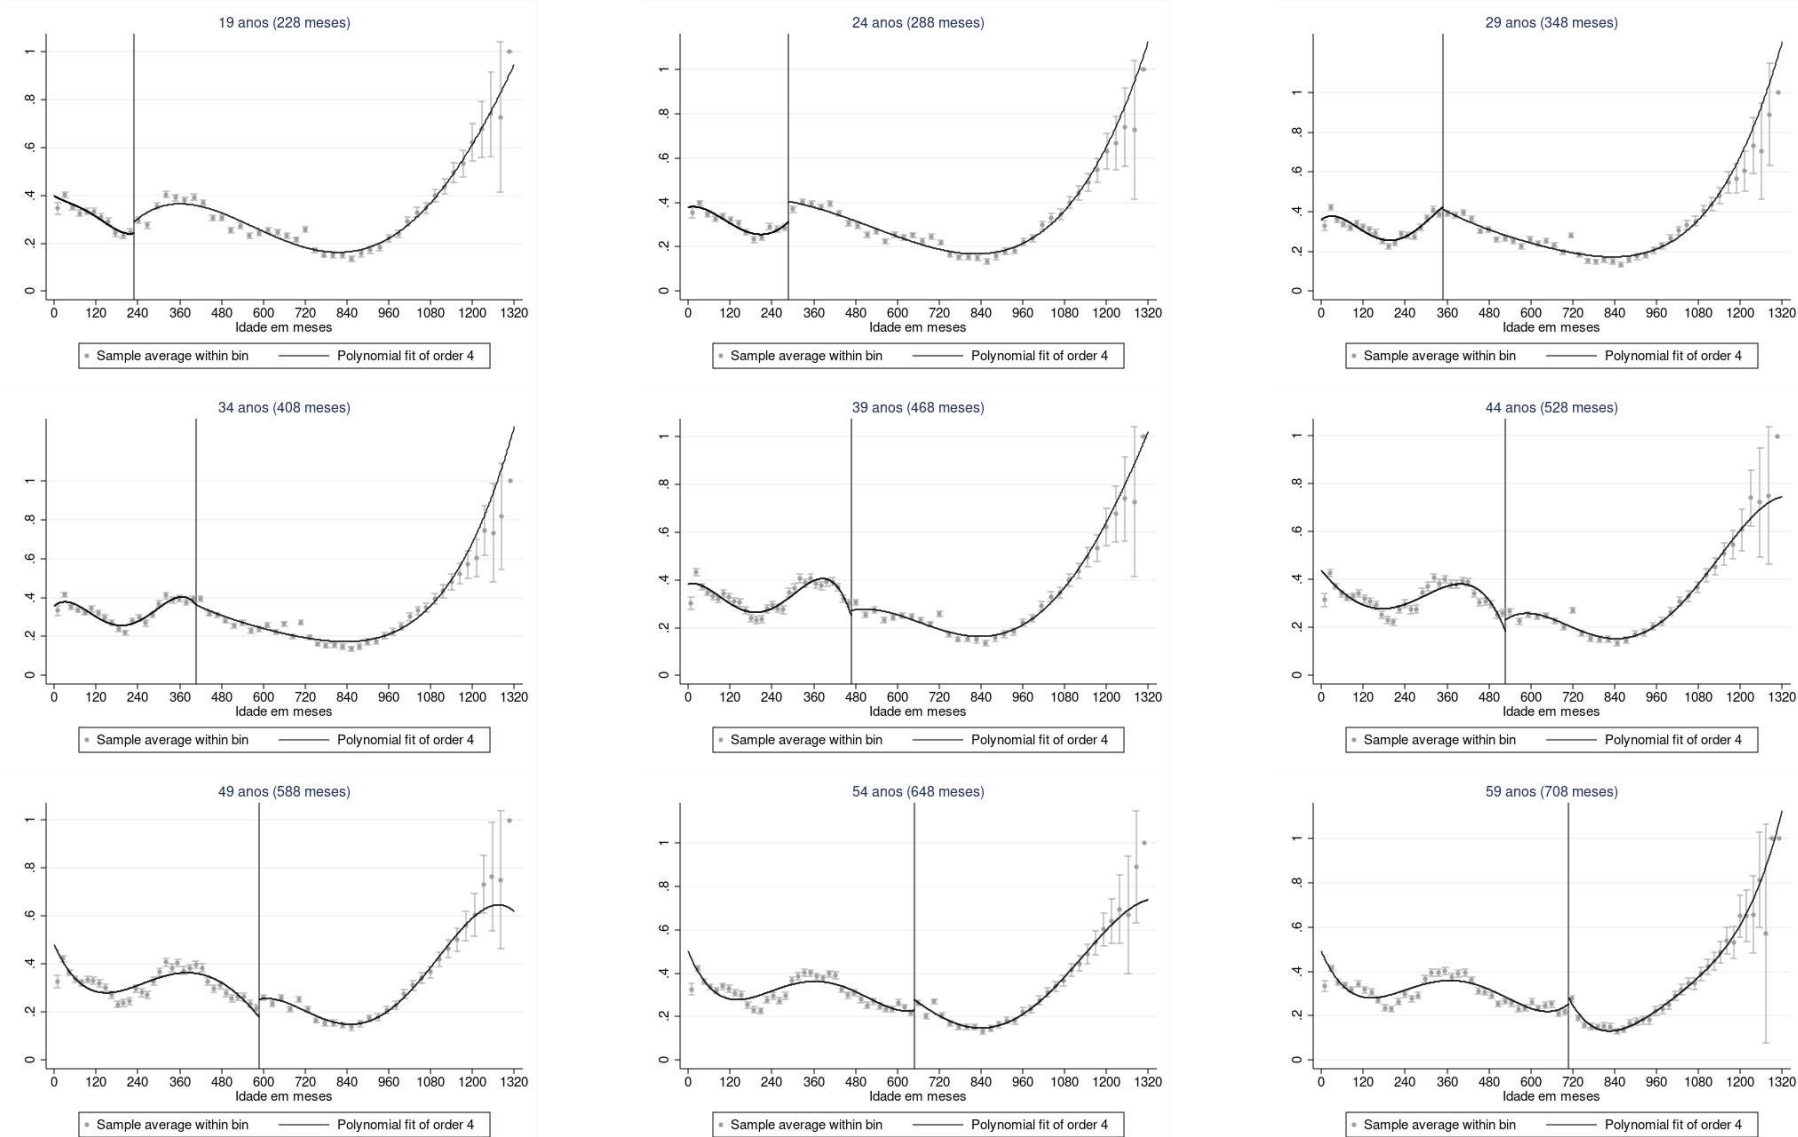 19 anos (228 meses)
24 anos (288 meses)
29 anos (348 meses)
1
.8
.6
.4
.2
0
1
.8
.6
.4
.2
0
1
.8
.6
.4
.2
0
0 120 240 360 480 600 720 840 960 1080 1200 1320
0 120 240 360 480 600 720 840 960 1080 1200 1320
0 120 240 360 480 600 720 840 960 1080 1200 1320
Idade em meses
Idade em meses
Idade em meses
Sample average within bin Polynomial fit of order 4
Sample average within bin Polynomial fit of order 4
Sample average within bin Polynomial fit of order 4
34 anos (408 meses)
39 anos (468 meses)
44 anos (528 meses)
1
.8
.6
.4
.2
0
1
.8
.6
.4
.2
0
1
.8
.6
.4
.2
0
0 120 240 360 480 600 720 840 960 1080 1200 1320
0 120 240 360 480 600 720 840 960 1080 1200 1320
0 120 240 360 480 600 720 840 960 1080 1200 1320
Idade em meses
Idade em meses
Idade em meses
Sample average within bin Polynomial fit of order 4
Sample average within bin Polynomial fit of order 4
Sample average within bin Polynomial fit of order 4
49 anos (588 meses)
54 anos (648 meses)
59 anos (708 meses)
1
.8
.6
.4
.2
0
1
.8
.6
.4
.2
0
1
.8
.6
.4
.2
0
0 120 240 360 480 600 720 840 960 1080 1200 1320
0 120 240 360 480 600 720 840 960 1080 1200 1320
0 120 240 360 480 600 720 840 960 1080 1200 1320
Idade em meses
Idade em meses
Idade em meses
Sample average within bin Polynomial fit of order 4
Sample average within bin Polynomial fit of order 4
Sample average within bin Polynomial fit of order 4